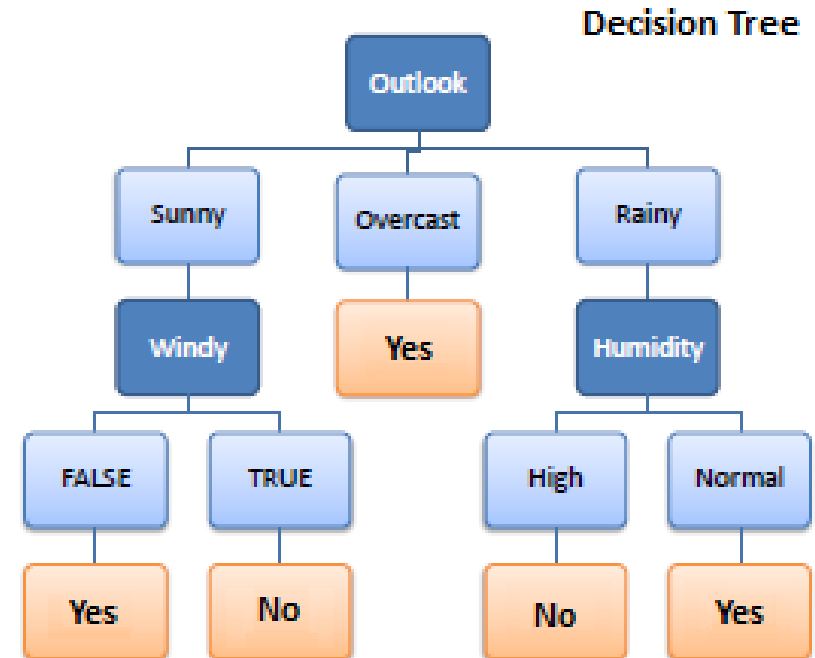 Decision Tree
Outlook
Sunny
Overcast
Rainy
Windy
Yes
Humidity
FALSE
TRUE
High
Normal
Yes
No
No
Yes